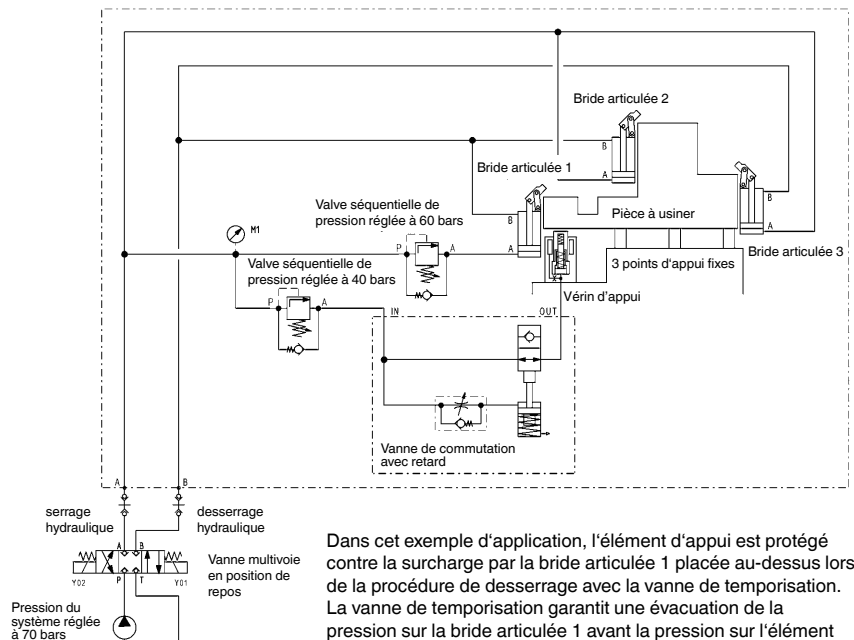 Bride articulée 2
B
A
Bride articulée 1
B
A
Pièce à usiner
B
A
Bride articulée 3
3 points d‘appui fixes
Vérin d‘appui
Valve séquentielle de
pression réglée à 60 bars
M1
P
A
Valve séquentielle de
pression réglée à 40 bars
P
A
IN
OUT
Vanne de commutation
avec retard
A
B
serrage
hydraulique
desserrage
hydraulique
A
B
Y02
P
T
Y01
Vanne multivoie
en position de
repos
Pression du
système réglée
à 70 bars
Dans cet exemple d‘application, l‘élément d‘appui est protégé
contre la surcharge par la bride articulée 1 placée au-dessus lors
de la procédure de desserrage avec la vanne de temporisation.
La vanne de temporisation garantit une évacuation de la
pression sur la bride articulée 1 avant la pression sur l‘élément